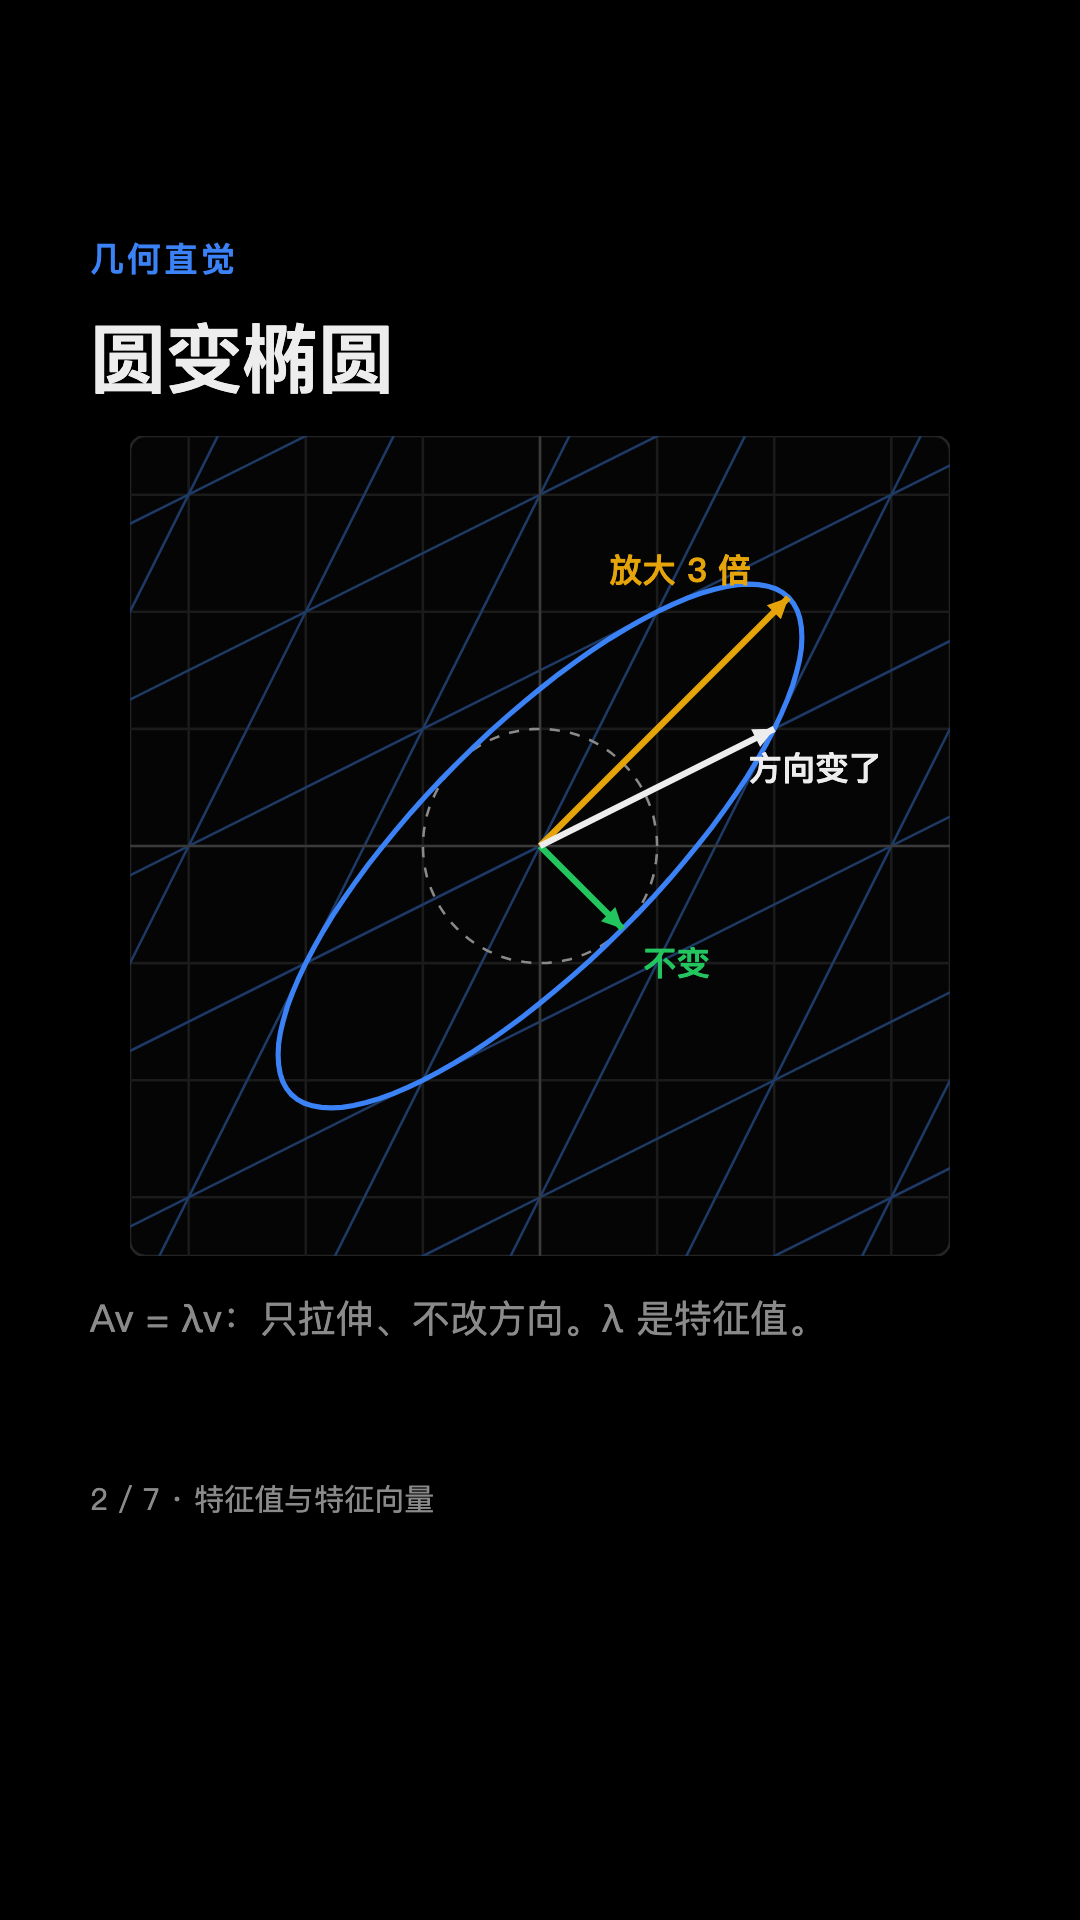 几何直觉
圆变椭圆
放大 3 倍
方向变了
不变
Av = λv：只拉伸、不改方向。λ 是特征值。
2 / 7 · 特征值与特征向量